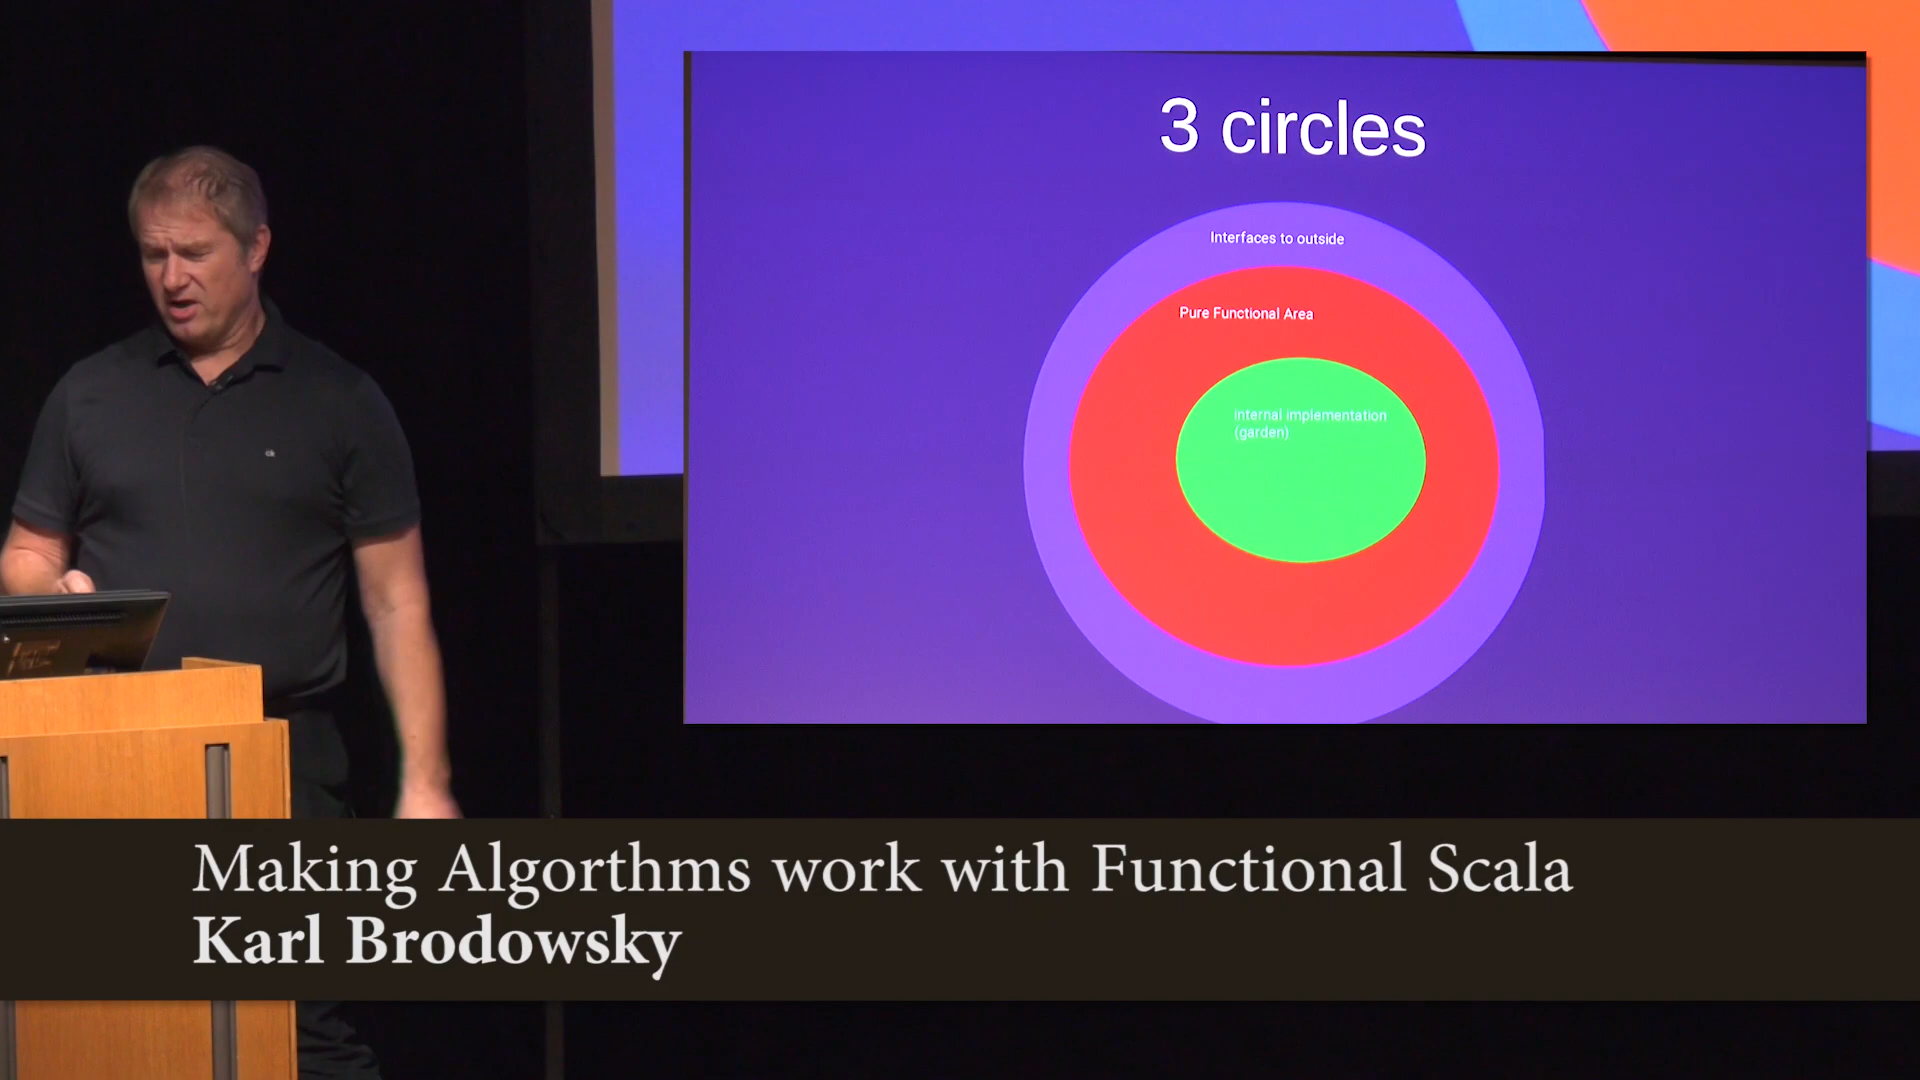 3 circles
Interfaces to outside
Pure Functional Area
internal implementation
(garden)
ck
Making Algorthms work with Functional Scala
Karl Brodowsky